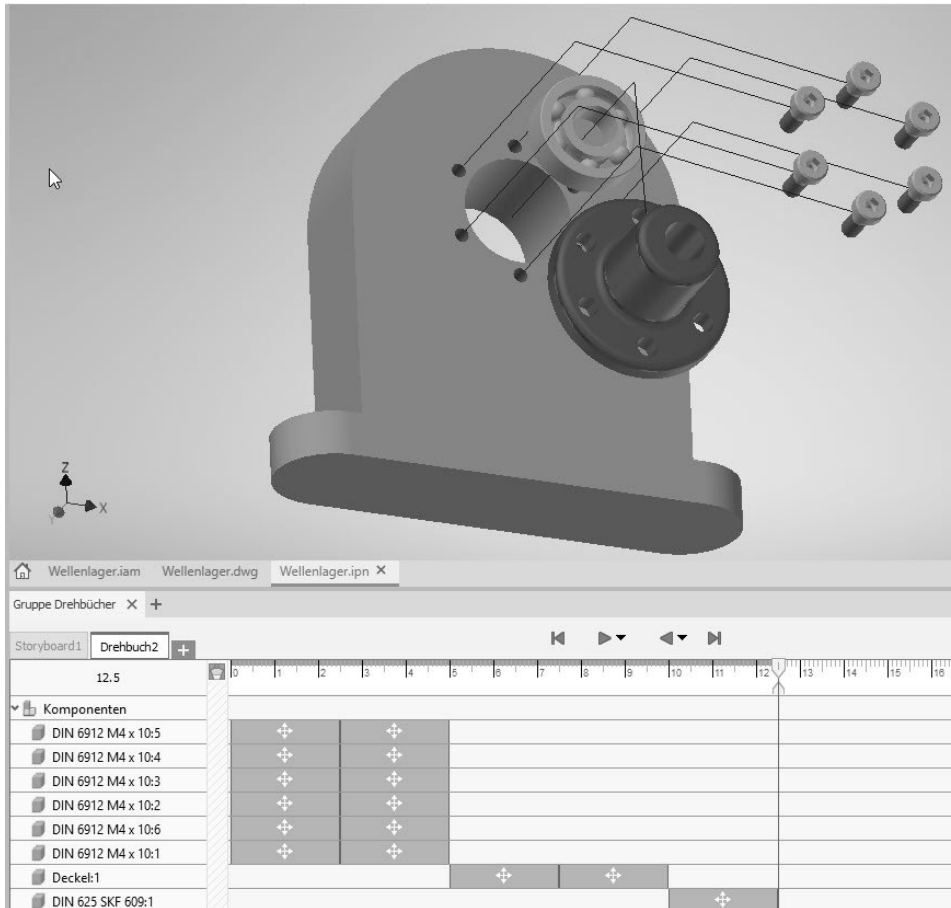 Z
X
Y
Wellenlager.iam Wellenlager.dwg Wellenlager.ipn
Gruppe Drehbücher
Storyboard1 Drehbuch2
12.5
0 1 2 3 4 5 6 7 8 9 10 11 12 13 14 15 16
Komponenten
DIN 6912 M4 x 10:5
DIN 6912 M4 x 10:4
DIN 6912 M4 x 10:3
DIN 6912 M4 x 10:2
DIN 6912 M4 x 10:6
DIN 6912 M4 x 10:1
Deckel:1
DIN 625 SKF 609:1